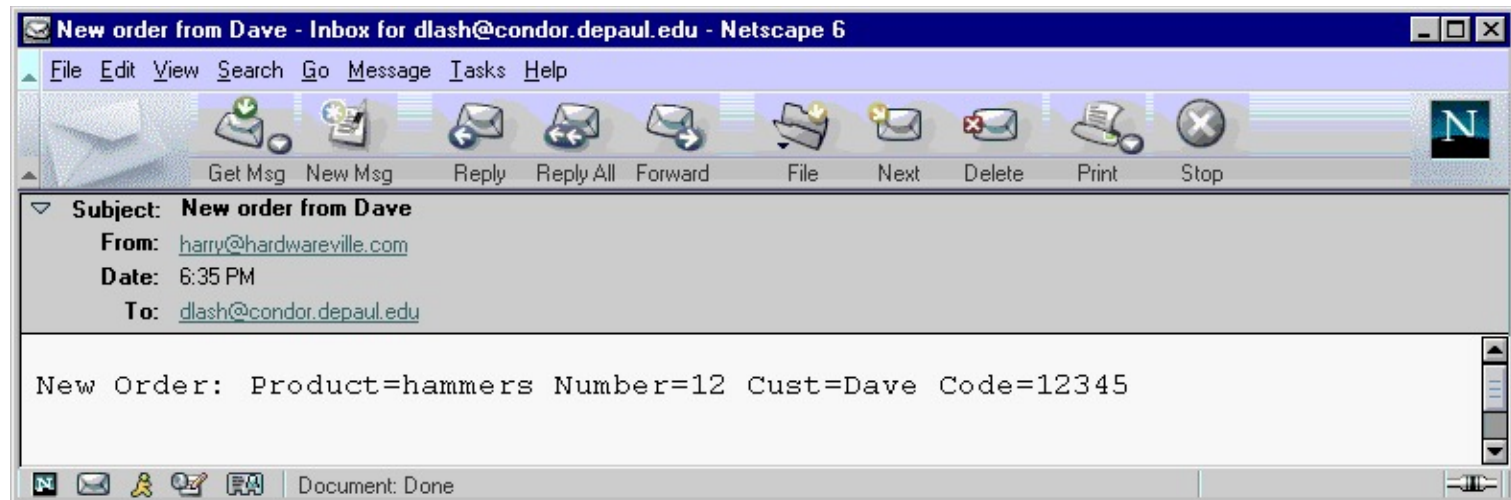 New order from Dave - Inbox for dlash@condor.depaul.edu - Netscape 6
File Edit View Search Go Message Tasks Help
N
Get Msg New Msg Reply Reply All Forward File Next Delete Print Stop
Subject: New order from Dave
From: harry@hardwareville.com
Date: 6:35 PM
To: dlash@condor.depaul.edu
New Order: Product=hammers Number=12 Cust=Dave Code=12345
N Document: Done